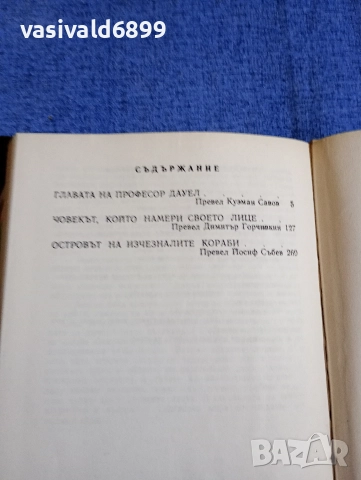 vasivald6899
СЪДЪРЖАНИЕ
ГЛАВАТА НА ПРОФЕСОР ДАУЕЛ . . . . .
Превел Кузман Савов 5
ЧОВЕКЪТ, КОЙТО НАМЕРИ СВОЕТО ЛИЦЕ . . .
Превел Димитър Горчивкин 127
ОСТРОВЪТ НА ИЗЧЕЗНАЛИТЕ КОРАБИ . . . .
Превел Йосиф Събев 269
BAZAR